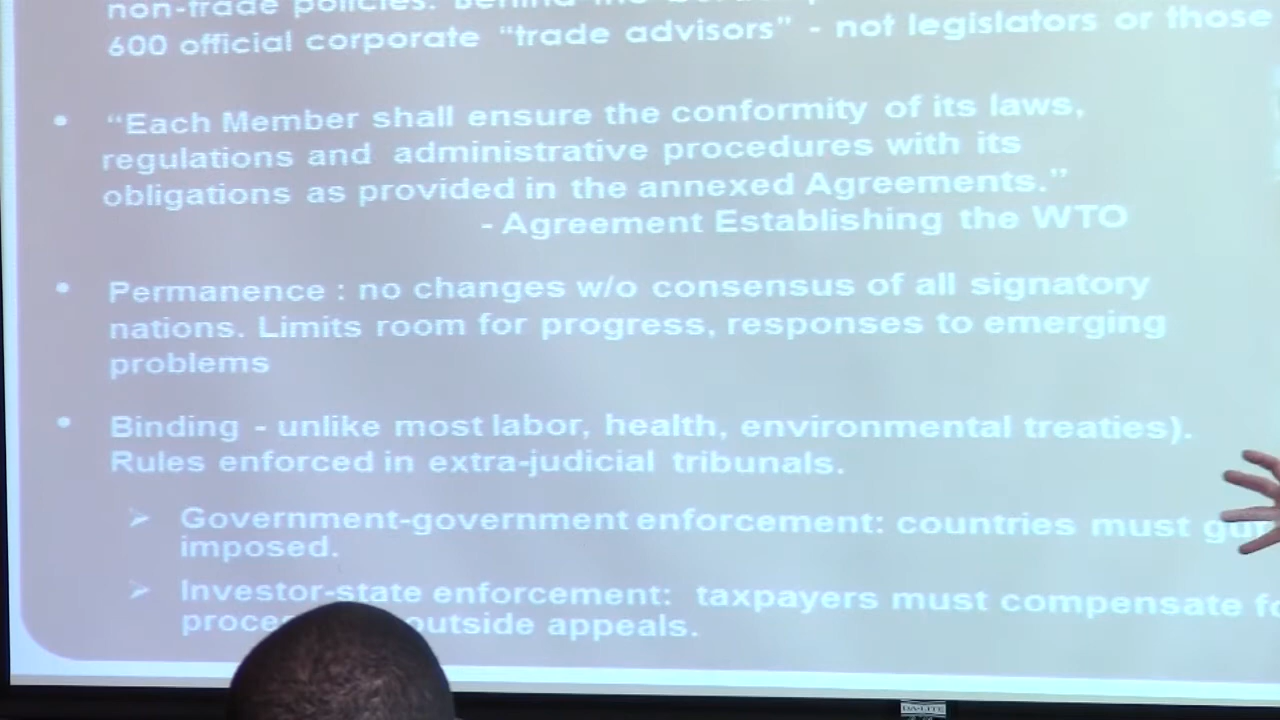 non-trade policies.
600 official corporate “trade advisors” - not legislators or those
• “Each Member shall ensure the conformity of its laws,
regulations and administrative procedures with its
obligations as provided in the annexed Agreements.”
- Agreement Establishing the WTO
• Permanence : no changes w/o consensus of all signatory
nations. Limits room for progress, responses to emerging
problems
• Binding - unlike most labor, health, environmental treaties).
Rules enforced in extra-judicial tribunals.
➢ Government-government enforcement: countries must
imposed.
➢ Investor-state enforcement: taxpayers must compensate
outside appeals.
DA-LITE